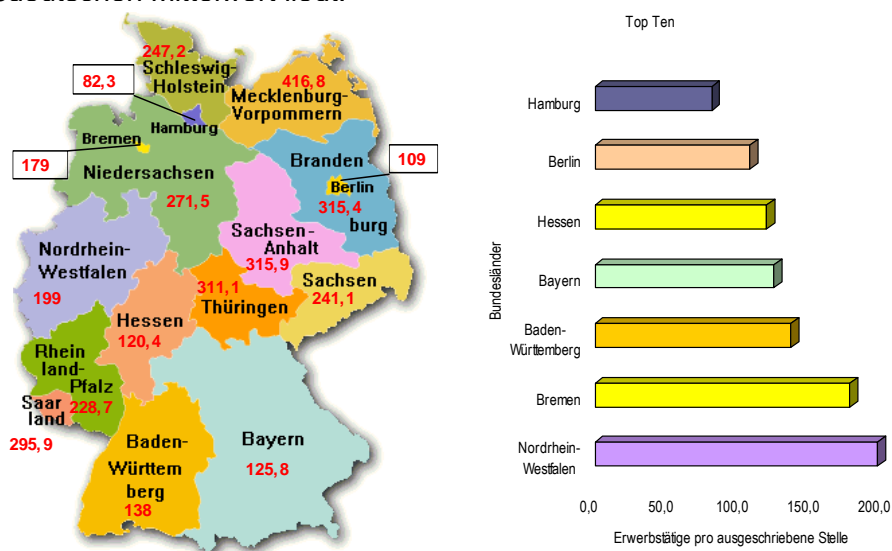 247,2
Schleswig-
Holstein
82,3
416,8
Mecklenburg-
Vorpommern
Hamburg
Bremen
179
Niedersachsen
271,5
Branden
109
Berlin
315,4
burg
Sachsen-
Anhalt
315,9
Nordrhein-
Westfalen
199
311,1
Thüringen
Sachsen
241,1
Hessen
120,4
Rhein
land-
Pfalz
228,7
Saar
land
295,9
Baden-
Württem
berg
138
Bayern
125,8
Top Ten
Bundesländer
Hamburg
Berlin
Hessen
Bayern
Baden-
Württemberg
Bremen
Nordrhein-
Westfalen
0,0 50,0 100,0 150,0 200,0
Erwerbstätige pro ausgeschriebene Stelle